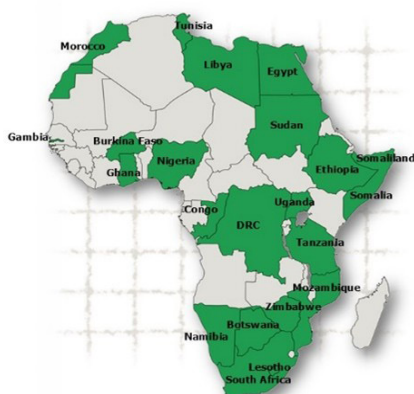 Tunisia
Morocco
Libya
Egypt
Sudan
Gambia
Burkina Faso
Nigeria
Ghana
Somaliland
Ethiopia
Somalia
Uganda
Congo
DRC
Tanzania
Mozambique
Zimbabwe
Botswana
Namibia
Lesotho
South Africa